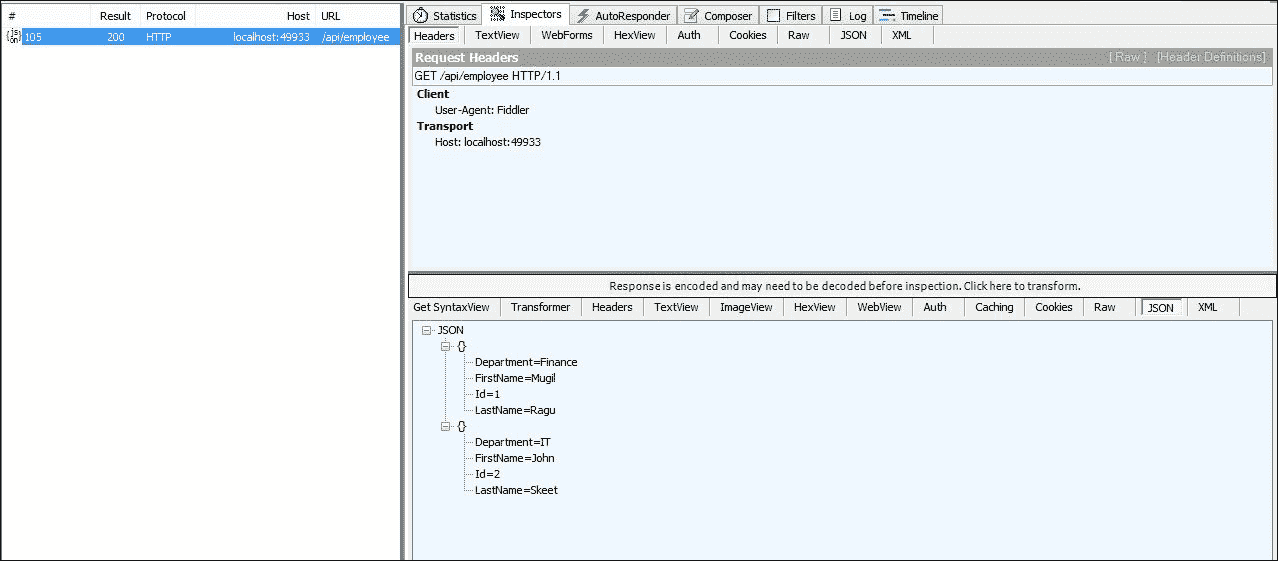 # Result Protocol Host URL
105 200 HTTP localhost:49933 /api/employee
Statistics Inspectors AutoResponder Composer Filters Log Timeline
Headers TextView WebForms HexView Auth Cookies Raw JSON XML
Request Headers [ Raw ] [Header Definitions]
GET /api/employee HTTP/1.1
Client
User-Agent: Fiddler
Transport
Host: localhost:49933
Response is encoded and may need to be decoded before inspection. Click here to transform.
Get SyntaxView Transformer Headers TextView ImageView HexView WebView Auth Caching Cookies Raw JSON XML
JSON
{}
Department=Finance
FirstName=Mugil
Id=1
LastName=Ragu
{}
Department=IT
FirstName=John
Id=2
LastName=Skeet